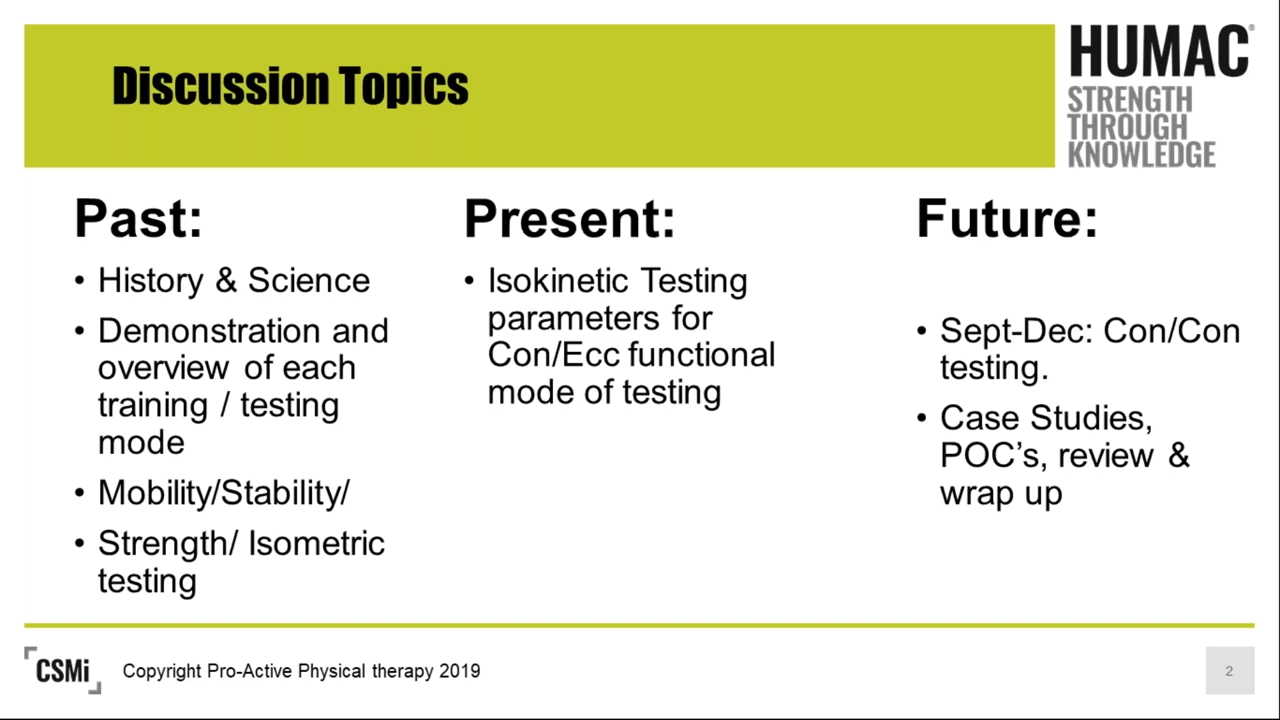 Discussion Topics
HUMAC®
STRENGTH
THROUGH
KNOWLEDGE
Past:
• History & Science
• Demonstration and
overview of each
training / testing
mode
• Mobility/Stability/
• Strength/ Isometric
testing
Present:
• Isokinetic Testing
parameters for
Con/Ecc functional
mode of testing
Future:
• Sept-Dec: Con/Con
testing.
• Case Studies,
POC’s, review &
wrap up
CSMi
Copyright Pro-Active Physical therapy 2019
2